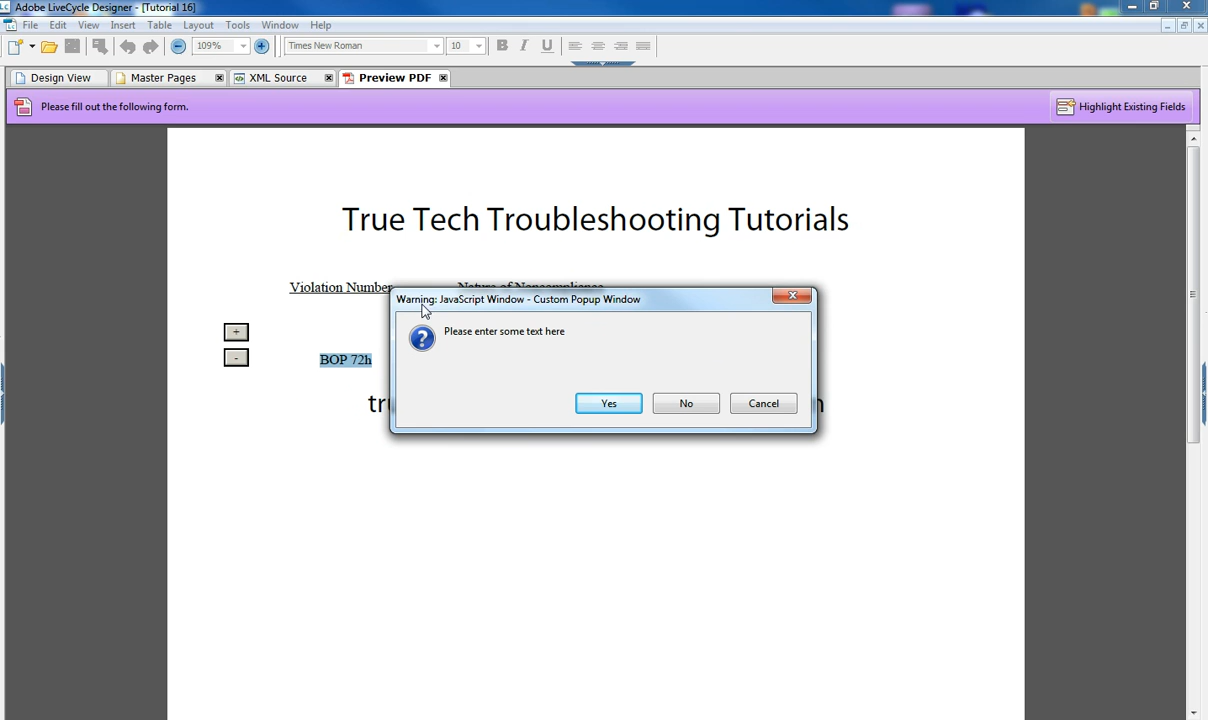 Adobe LiveCycle Designer - [Tutorial 16]
File Edit View Insert Table Layout Tools Window Help
109% Times New Roman 10 B I U
Design View Master Pages XML Source Preview PDF
Please fill out the following form. Highlight Existing Fields
True Tech Troubleshooting Tutorials
Violation Number
Warning: JavaScript Window - Custom Popup Window
+
Please enter some text here
-
BOP 72h
Yes No Cancel